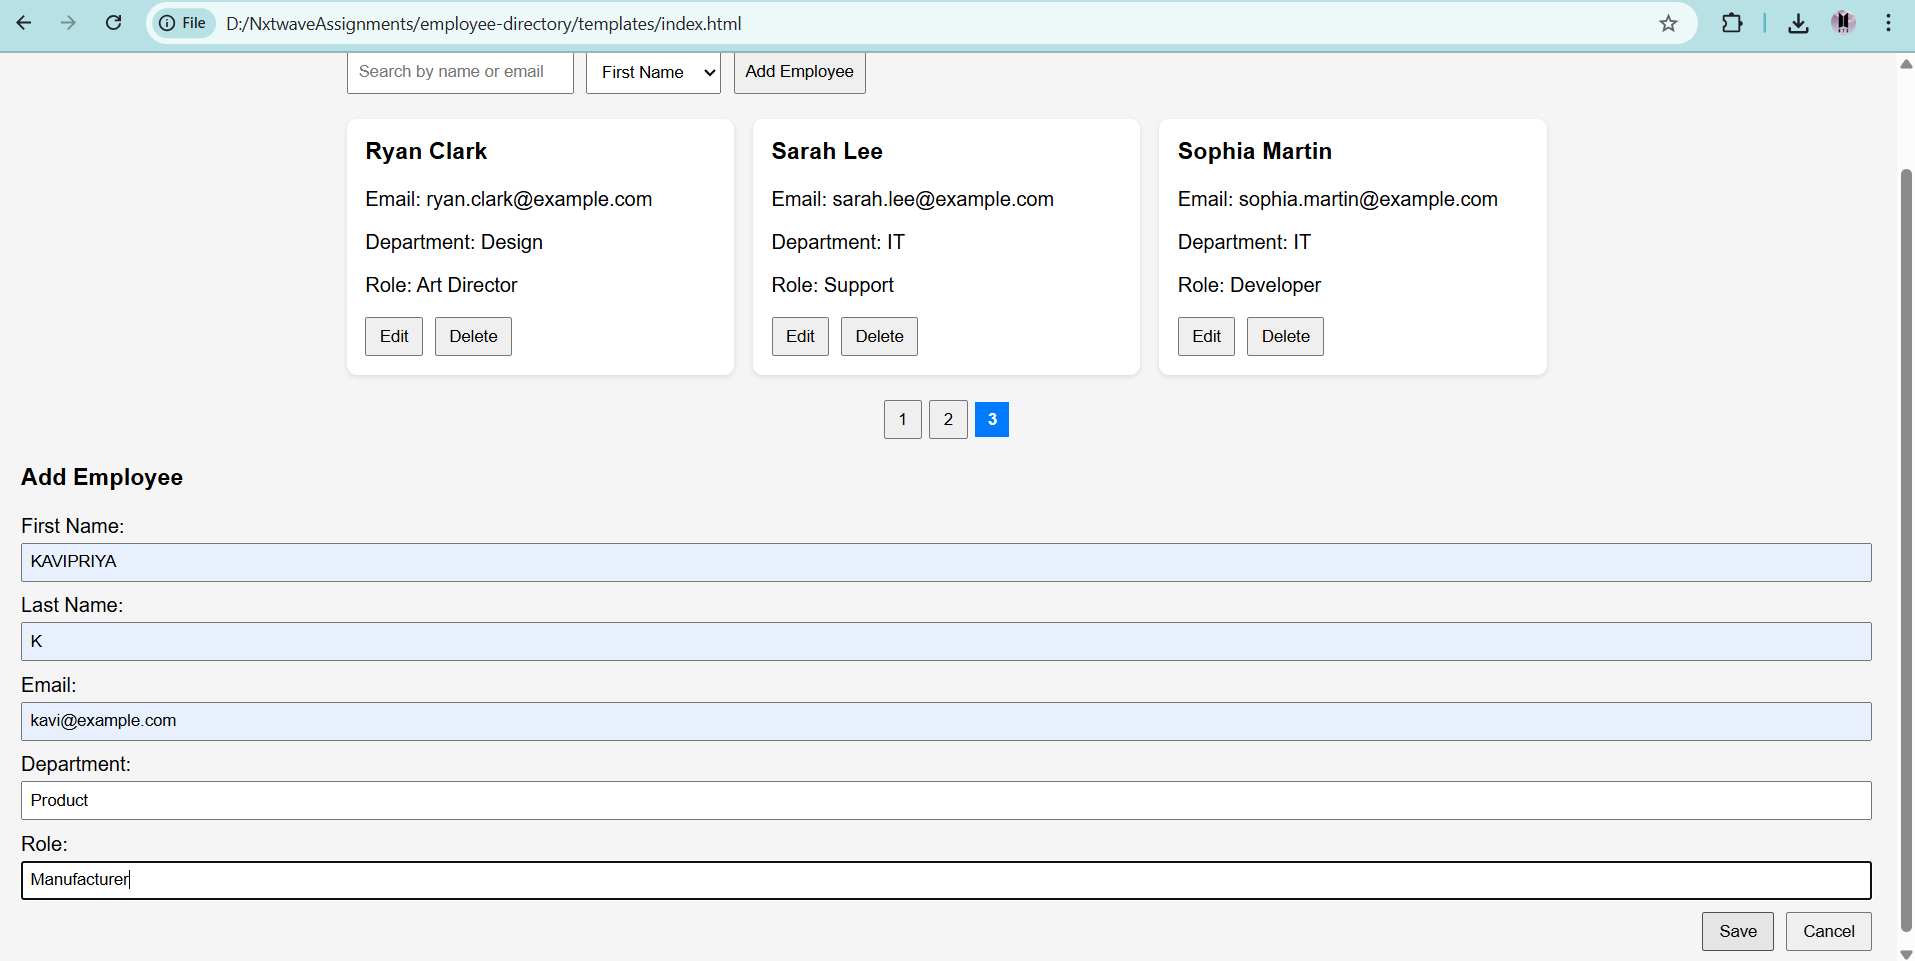 File D:/NxtwaveAssignments/employee-directory/templates/index.html
Search by name or email First Name Add Employee
Ryan Clark
Email: ryan.clark@example.com
Department: Design
Role: Art Director
Edit Delete
Sarah Lee
Email: sarah.lee@example.com
Department: IT
Role: Support
Edit Delete
Sophia Martin
Email: sophia.martin@example.com
Department: IT
Role: Developer
Edit Delete
1 2 3
Add Employee
First Name:
KAVIPRIYA
Last Name:
K
Email:
kavi@example.com
Department:
Product
Role:
Manufacturer
Save Cancel